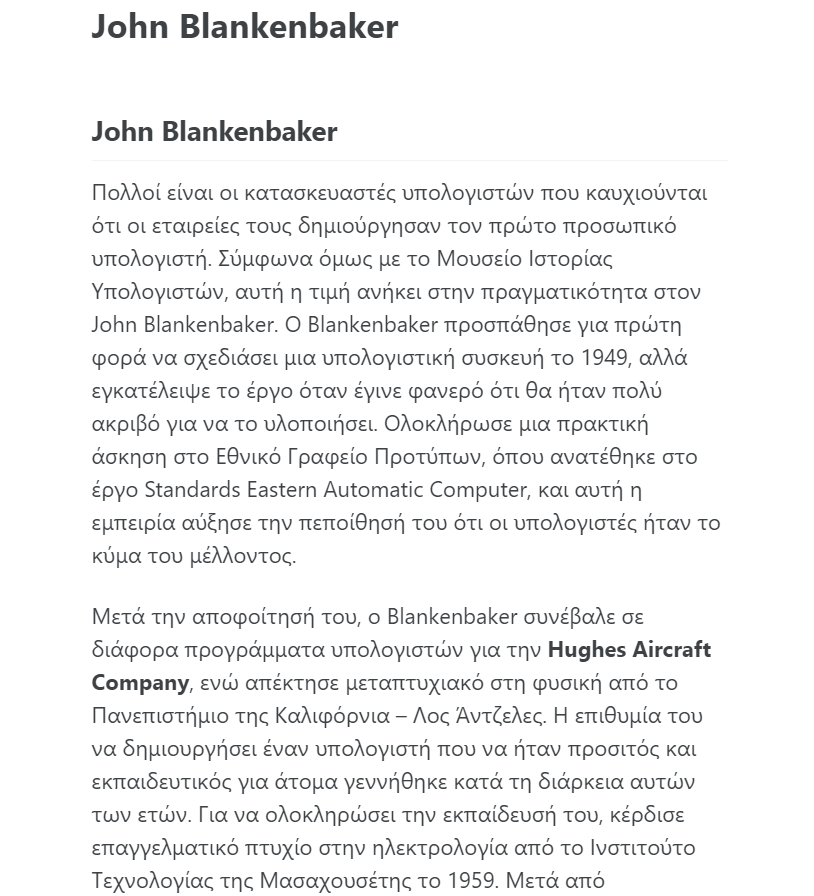 John Blankenbaker
John Blankenbaker
Πολλοί είναι οι κατασκευαστές υπολογιστών που καυχιούνται
ότι οι εταιρείες τους δημιούργησαν τον πρώτο προσωπικό
υπολογιστή. Σύμφωνα όμως με το Μουσείο Ιστορίας
Υπολογιστών, αυτή η τιμή ανήκει στην πραγματικότητα στον
John Blankenbaker. Ο Blankenbaker προσπάθησε για πρώτη
φορά να σχεδιάσει μια υπολογιστική συσκευή το 1949, αλλά
εγκατέλειψε το έργο όταν έγινε φανερό ότι θα ήταν πολύ
ακριβό για να το υλοποιήσει. Ολοκλήρωσε μια πρακτική
άσκηση στο Εθνικό Γραφείο Προτύπων, όπου ανατέθηκε στο
έργο Standards Eastern Automatic Computer, και αυτή η
εμπειρία αύξησε την πεποίθησή του ότι οι υπολογιστές ήταν το
κύμα του μέλλοντος.
Μετά την αποφοίτησή του, ο Blankenbaker συνέβαλε σε
διάφορα προγράμματα υπολογιστών για την Hughes Aircraft
Company, ενώ απέκτησε μεταπτυχιακό στη φυσική από το
Πανεπιστήμιο της Καλιφόρνια – Λος Άντζελες. Η επιθυμία του
να δημιουργήσει έναν υπολογιστή που να ήταν προσιτός και
εκπαιδευτικός για άτομα γεννήθηκε κατά τη διάρκεια αυτών
των ετών. Για να ολοκληρώσει την εκπαίδευσή του, κέρδισε
επαγγελματικό πτυχίο στην ηλεκτρολογία από το Ινστιτούτο
Τεχνολογίας της Μασαχουσέτης το 1959. Μετά από